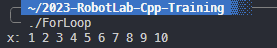 ~/2023-RobotLab-Cpp-Training
./ForLoop
x: 1 2 3 4 5 6 7 8 9 10